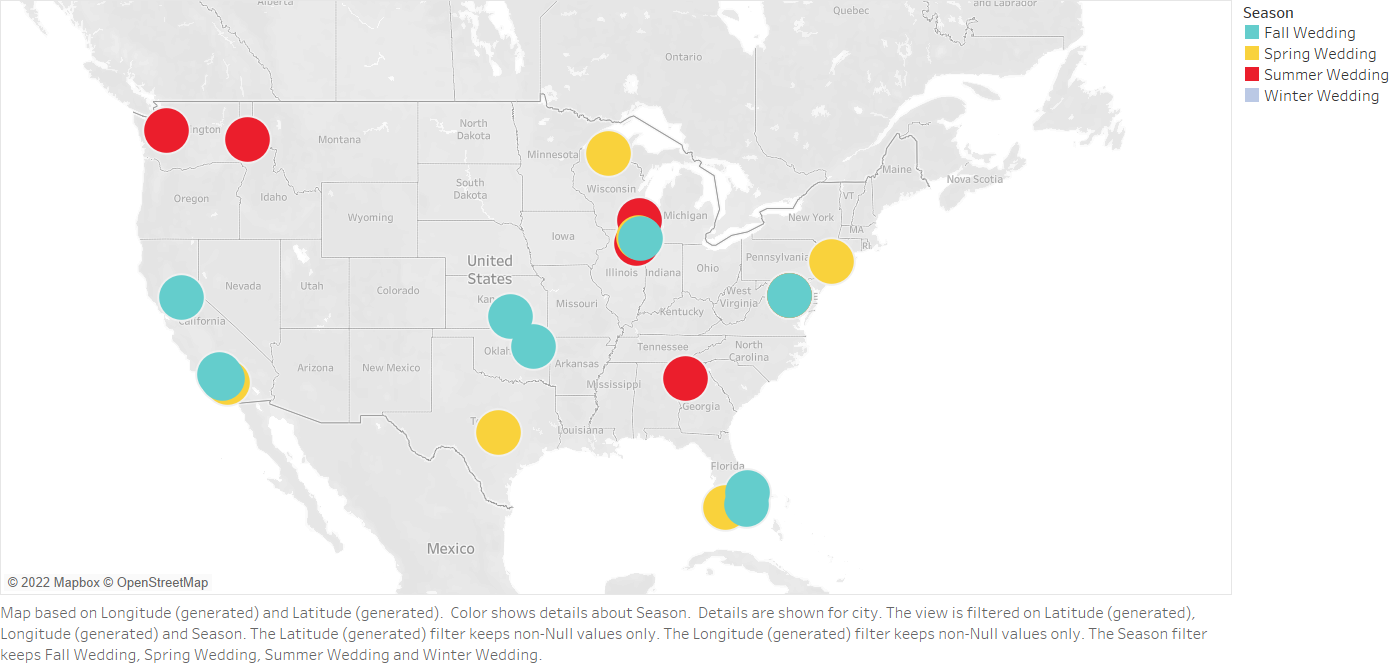 Alberta
Quebec
and Labrador
Ontario
Season
Fall Wedding
Spring Wedding
Summer Wedding
Winter Wedding
ngton
Montana
North
Dakota
Minnesota
Maine
Nova Scotia
Oregon
Idaho
South
Dakota
Wisconsin
VT
Wyoming
Michigan
New York
MA
RI
Iowa
United
States
Nevada
Utah
Colorado
Illinois
Indiana
Ohio
Pennsylvania
West
Virginia
Kan
Missouri
Kentucky
California
Arizona
New Mexico
Oklah
Arkansas
Tennessee
North
Carolina
Mississippi
Georgia
Louisiana
Florida
Mexico
© 2022 Mapbox © OpenStreetMap
Map based on Longitude (generated) and Latitude (generated).  Color shows details about Season.  Details are shown for city. The view is filtered on Latitude (generated),
Longitude (generated) and Season. The Latitude (generated) filter keeps non-Null values only. The Longitude (generated) filter keeps non-Null values only. The Season filter
keeps Fall Wedding, Spring Wedding, Summer Wedding and Winter Wedding.